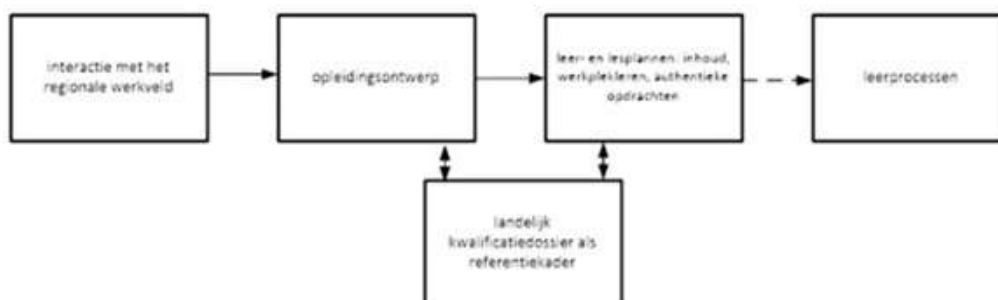 interactie met het
regionale werkveld
opleidingsontwerp
leer- en lesplannen: inhoud,
werkplekleren, authentieke
opdrachten
leerprocessen
landelijk
kwalificatiedossier als
referentiekader